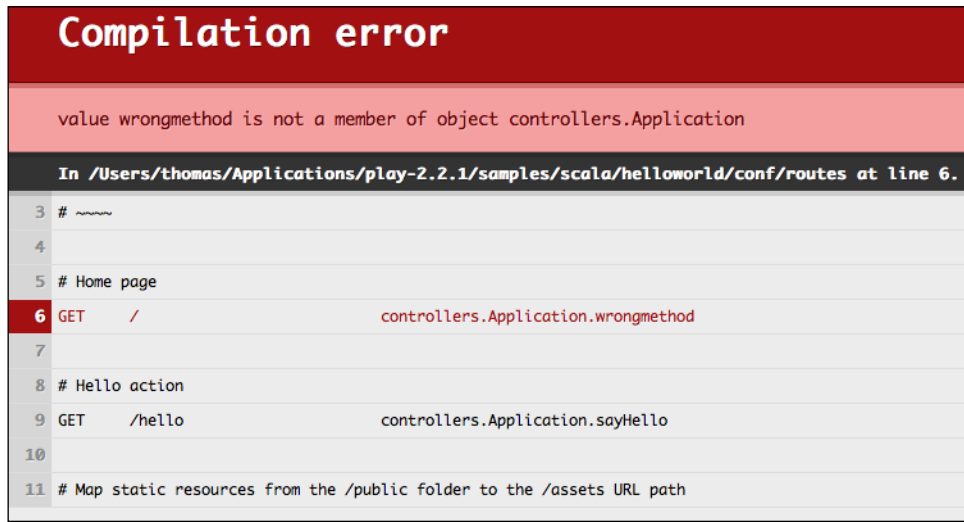 Compilation error
value wrongmethod is not a member of object controllers.Application
In /Users/thomas/Applications/play-2.2.1/samples/scala/helloworld/conf/routes at line 6.
3 # ~~~~
4
5 # Home page
6 GET / controllers.Application.wrongmethod
7
8 # Hello action
9 GET /hello controllers.Application.sayHello
10
11 # Map static resources from the /public folder to the /assets URL path